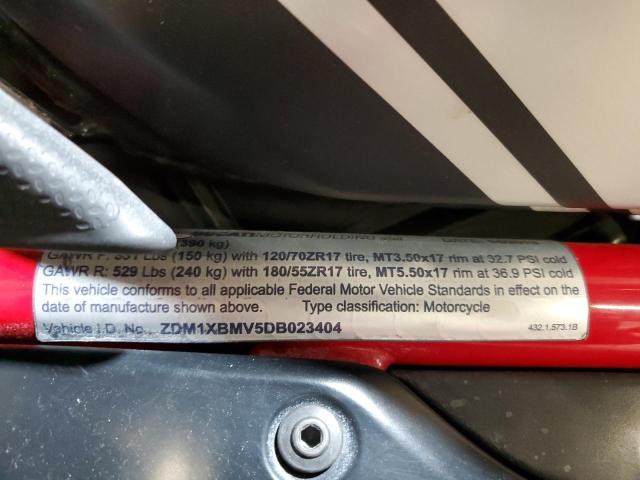 DUCATI MOTOR HOLDING
(390 kg)
GAWR F: 331 Lbs (150 kg) with 120/70ZR17 tire, MT3.50x17 rim at 32.7 PSI cold
GAWR R: 529 Lbs (240 kg) with 180/55ZR17 tire, MT5.50x17 rim at 36.9 PSI cold
This vehicle conforms to all applicable Federal Motor Vehicle Standards in effect on the
date of manufacture shown above. Type classification: Motorcycle
Vehicle I.D. No. ZDM1XBMV5DB023404 432.1.573.1B